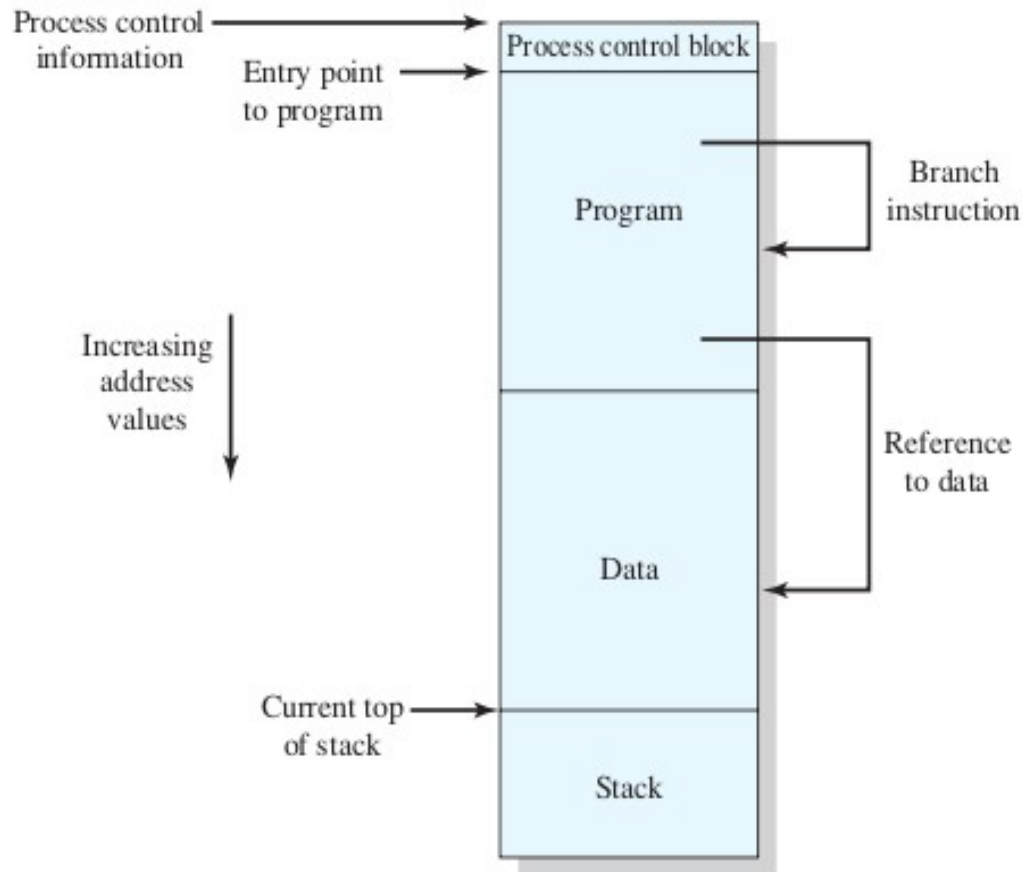 Process control
information
Process control block
Entry point
to program
Program
Branch
instruction
Increasing
address
values
Reference
to data
Data
Current top
of stack
Stack